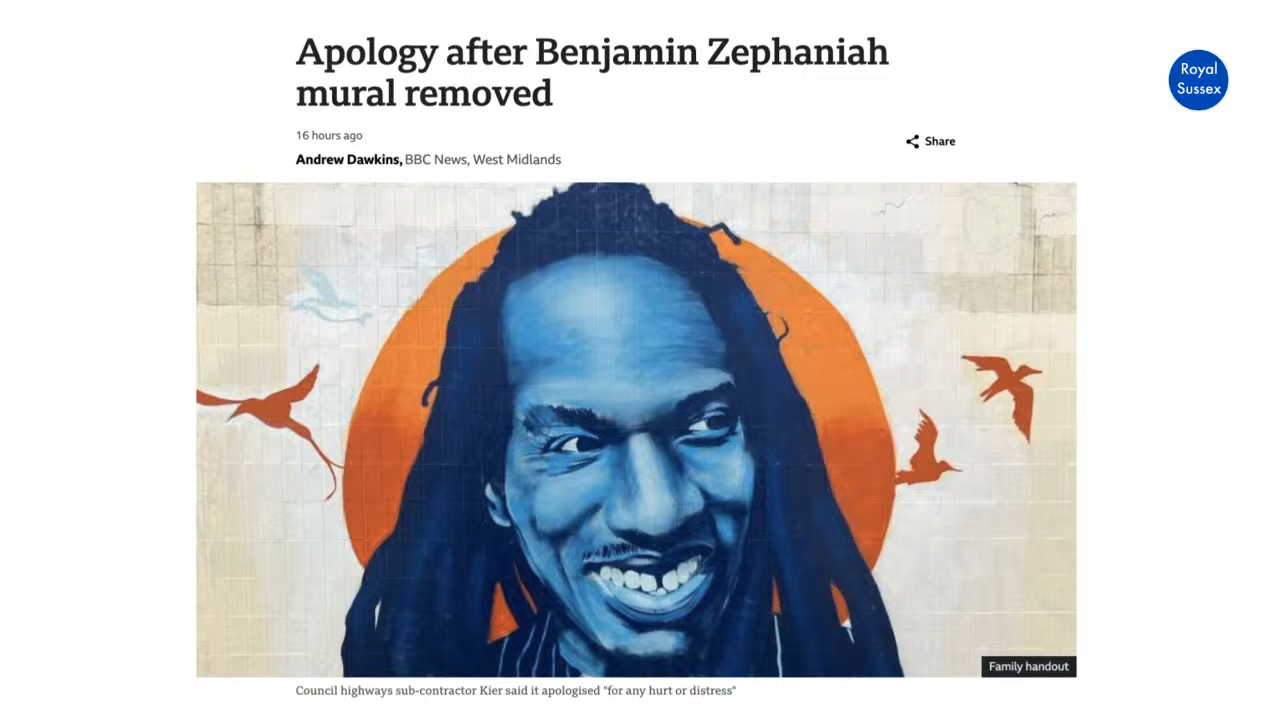 Apology after Benjamin Zephaniah
mural removed
16 hours ago
Andrew Dawkins, BBC News, West Midlands
Share
Royal
Sussex
Family handout
Council highways sub-contractor Kier said it apologised "for any hurt or distress"